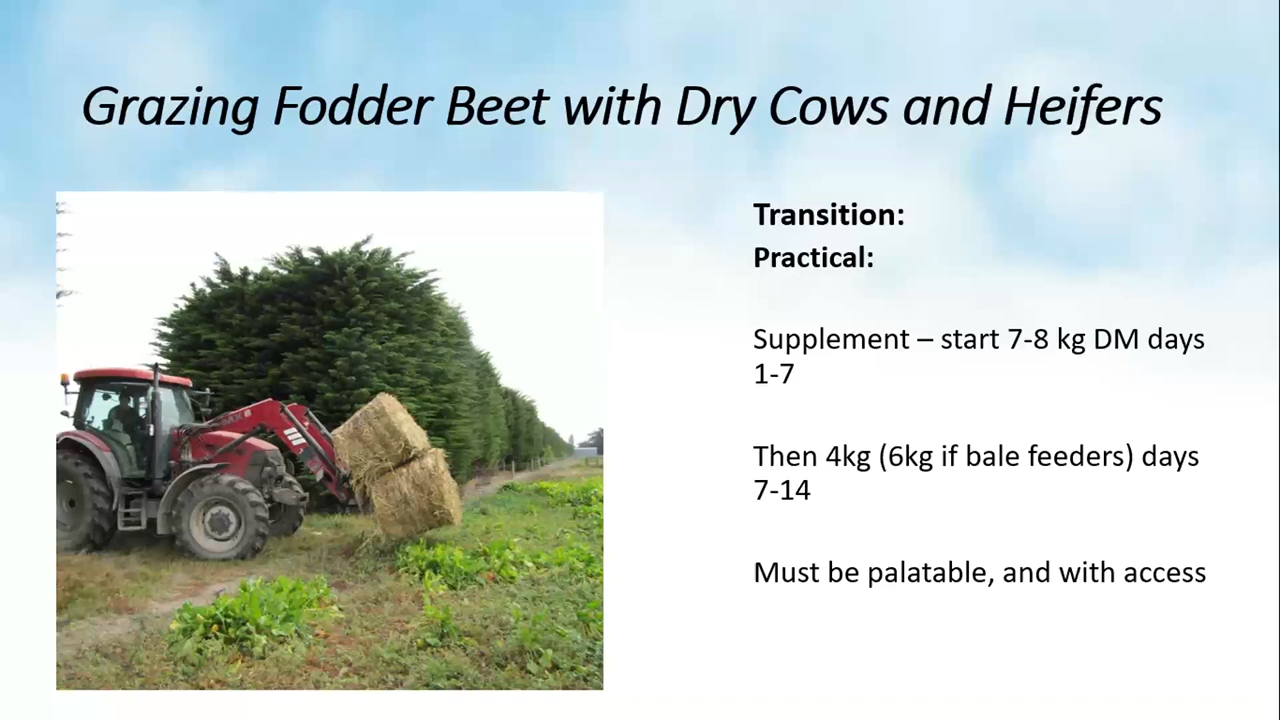 Grazing Fodder Beet with Dry Cows and Heifers
Transition:
Practical:
Supplement – start 7-8 kg DM days
1-7
Then 4kg (6kg if bale feeders) days
7-14
Must be palatable, and with access